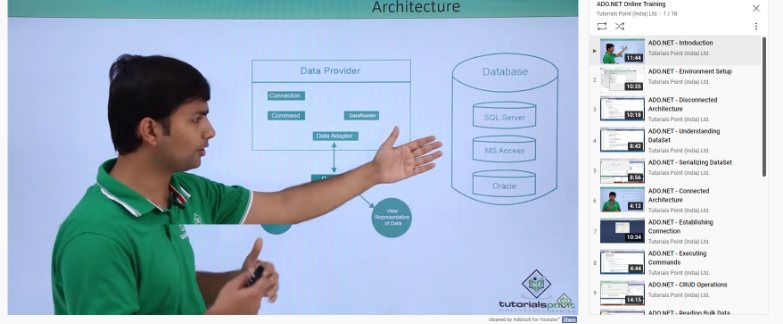 Architecture
Data Provider
Connection
Command
DataReader
Data Adapter
View
Representation
of Data
Database
SQL Server
MS Access
Oracle
tutorialspoint
cleaned by Adblock for Youtube™
ADO.NET Online Training
Tutorials Point (India) Ltd. - 1 / 18
ADO.NET - Introduction
Tutorials Point (India) Ltd.
11:44
2
ADO.NET - Environment Setup
Tutorials Point (India) Ltd.
10:25
3
ADO.NET - Disconnected
Architecture
Tutorials Point (India) Ltd.
10:18
4
ADO.NET - Understanding
DataSet
Tutorials Point (India) Ltd.
8:42
5
ADO.NET - Serializing DataSet
Tutorials Point (India) Ltd.
8:56
6
ADO.NET - Connected
Architecture
Tutorials Point (India) Ltd.
4:12
7
ADO.NET - Establishing
Connection
Tutorials Point (India) Ltd.
10:34
8
ADO.NET - Executing
Commands
Tutorials Point (India) Ltd.
4:44
9
ADO.NET - CRUD Operations
Tutorials Point (India) Ltd.
14:15
ADO.NET - Reading Bulk Data